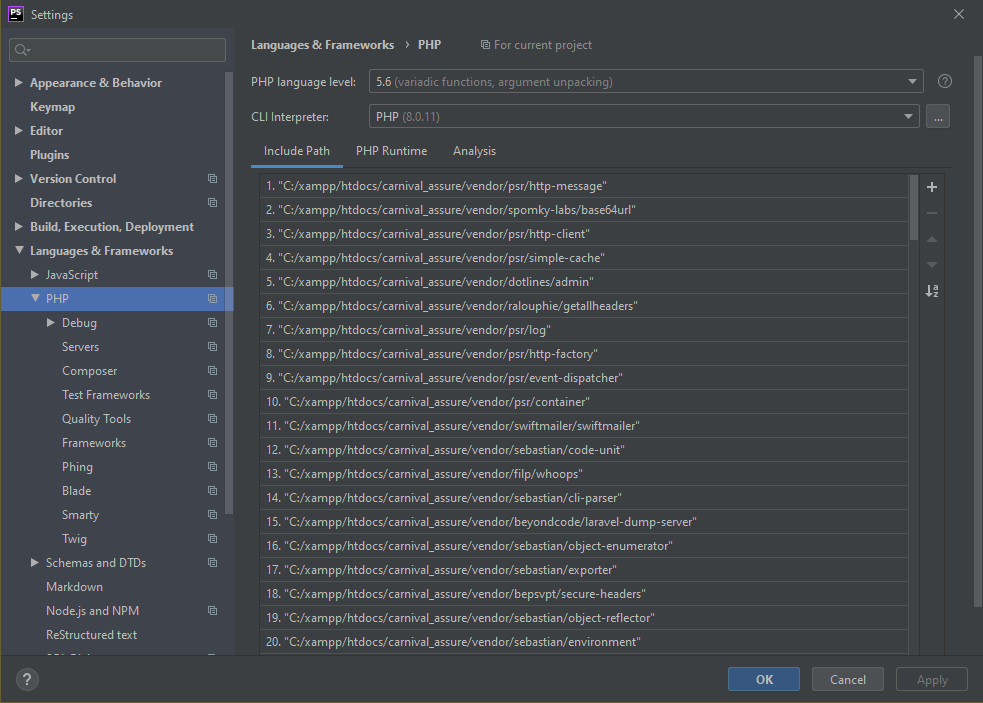 PS Settings
Languages & Frameworks › PHP For current project
Appearance & Behavior
Keymap
Editor
Plugins
Version Control
Directories
Build, Execution, Deployment
Languages & Frameworks
JavaScript
PHP
Debug
Servers
Composer
Test Frameworks
Quality Tools
Frameworks
Phing
Blade
Smarty
Twig
Schemas and DTDs
Markdown
Node.js and NPM
ReStructured text
PHP language level: 5.6 (variadic functions, argument unpacking)
CLI Interpreter: PHP (8.0.11) ...
Include Path PHP Runtime Analysis
1. "C:/xampp/htdocs/carnival_assure/vendor/psr/http-message"
2. "C:/xampp/htdocs/carnival_assure/vendor/spomky-labs/base64url"
3. "C:/xampp/htdocs/carnival_assure/vendor/psr/http-client"
4. "C:/xampp/htdocs/carnival_assure/vendor/psr/simple-cache"
5. "C:/xampp/htdocs/carnival_assure/vendor/dotlines/admin"
6. "C:/xampp/htdocs/carnival_assure/vendor/ralouphie/getallheaders"
7. "C:/xampp/htdocs/carnival_assure/vendor/psr/log"
8. "C:/xampp/htdocs/carnival_assure/vendor/psr/http-factory"
9. "C:/xampp/htdocs/carnival_assure/vendor/psr/event-dispatcher"
10. "C:/xampp/htdocs/carnival_assure/vendor/psr/container"
11. "C:/xampp/htdocs/carnival_assure/vendor/swiftmailer/swiftmailer"
12. "C:/xampp/htdocs/carnival_assure/vendor/sebastian/code-unit"
13. "C:/xampp/htdocs/carnival_assure/vendor/filp/whoops"
14. "C:/xampp/htdocs/carnival_assure/vendor/sebastian/cli-parser"
15. "C:/xampp/htdocs/carnival_assure/vendor/beyondcode/laravel-dump-server"
16. "C:/xampp/htdocs/carnival_assure/vendor/sebastian/object-enumerator"
17. "C:/xampp/htdocs/carnival_assure/vendor/sebastian/exporter"
18. "C:/xampp/htdocs/carnival_assure/vendor/bepsvpt/secure-headers"
19. "C:/xampp/htdocs/carnival_assure/vendor/sebastian/object-reflector"
20. "C:/xampp/htdocs/carnival_assure/vendor/sebastian/environment"
? OK Cancel Apply